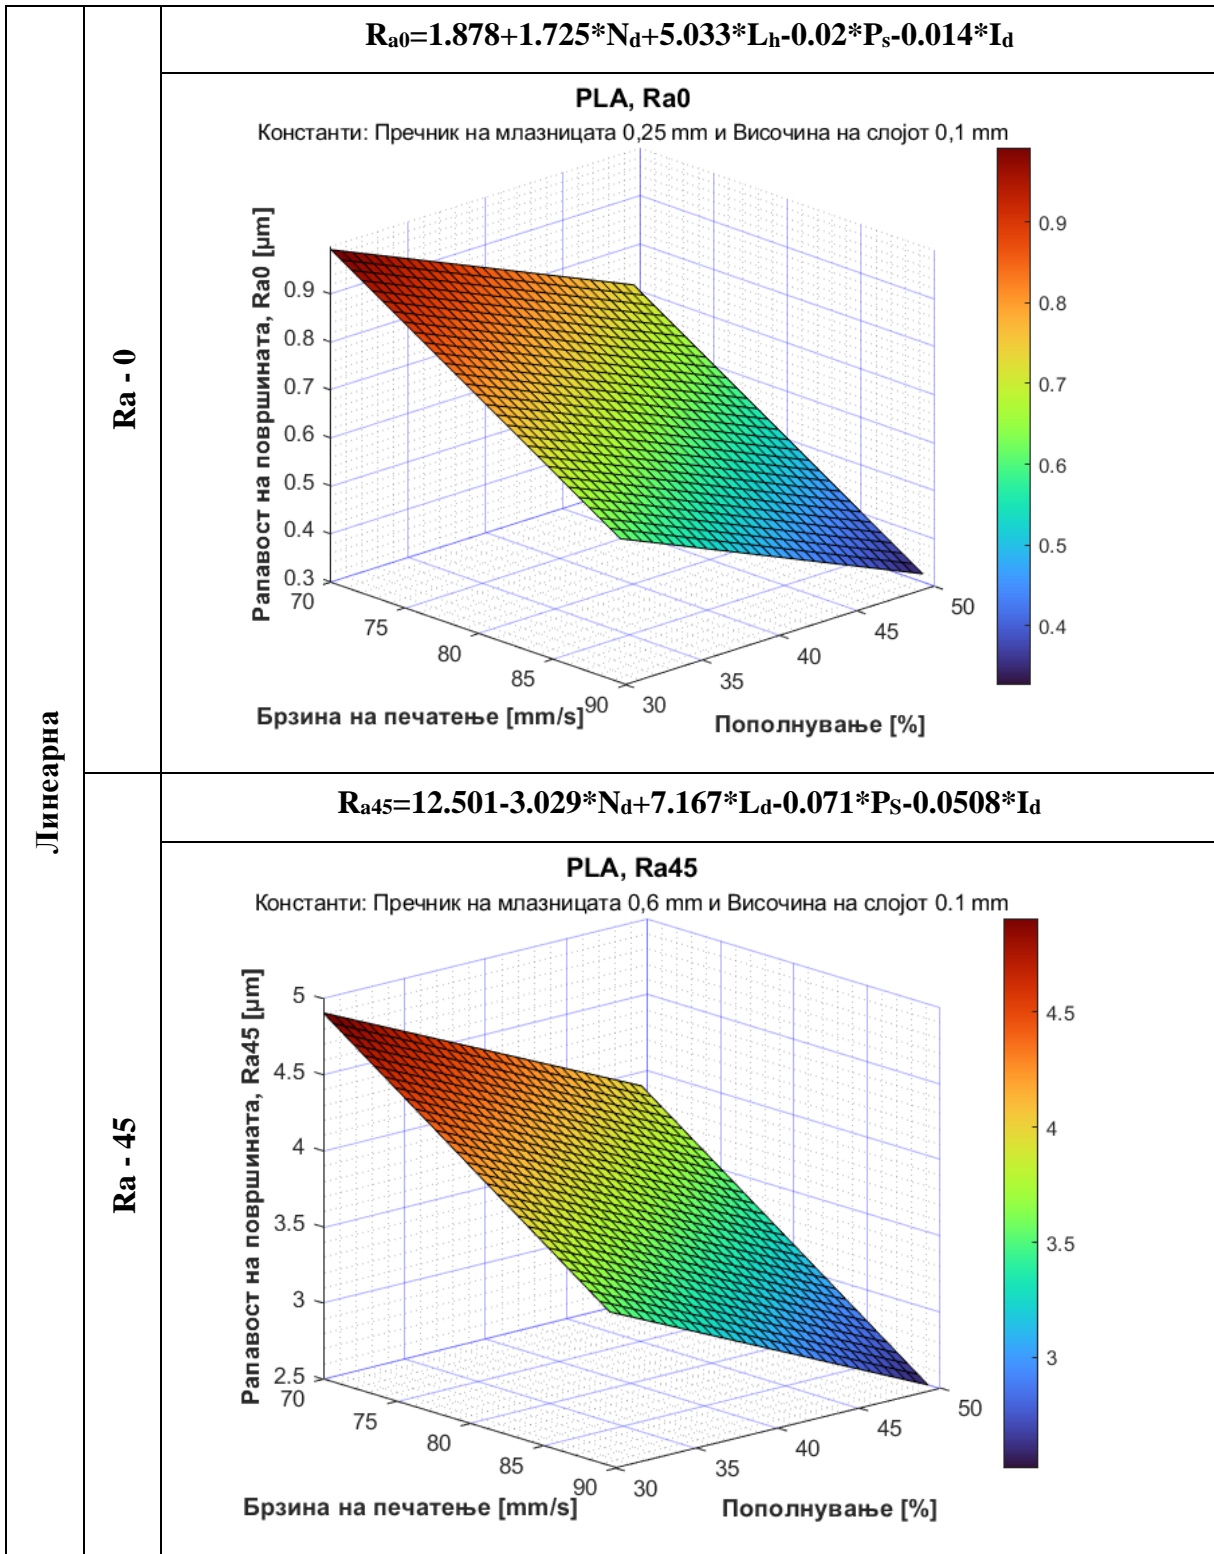 Линеарна
Ra - 0
Ra0=1.878+1.725*Nd+5.033*Lh-0.02*Ps-0.014*Id
PLA, Ra0
Константи: Пречник на млазницата 0,25 mm и Височина на слојот 0,1 mm
Рапавост на површината, Ra0 [µm]
0.9
0.8
0.7
0.6
0.5
0.4
0.3
70
75
80
85
90
Брзина на печатење [mm/s]
30
35
40
45
50
Пополнување [%]
0.9
0.8
0.7
0.6
0.5
0.4
Ra - 45
Ra45=12.501-3.029*Nd+7.167*Ld-0.071*PS-0.0508*Id
PLA, Ra45
Константи: Пречник на млазницата 0,6 mm и Височина на слојот 0.1 mm
Рапавост на површината, Ra45 [µm]
5
4.5
4
3.5
3
2.5
70
75
80
85
90
Брзина на печатење [mm/s]
30
35
40
45
50
Пополнување [%]
4.5
4
3.5
3